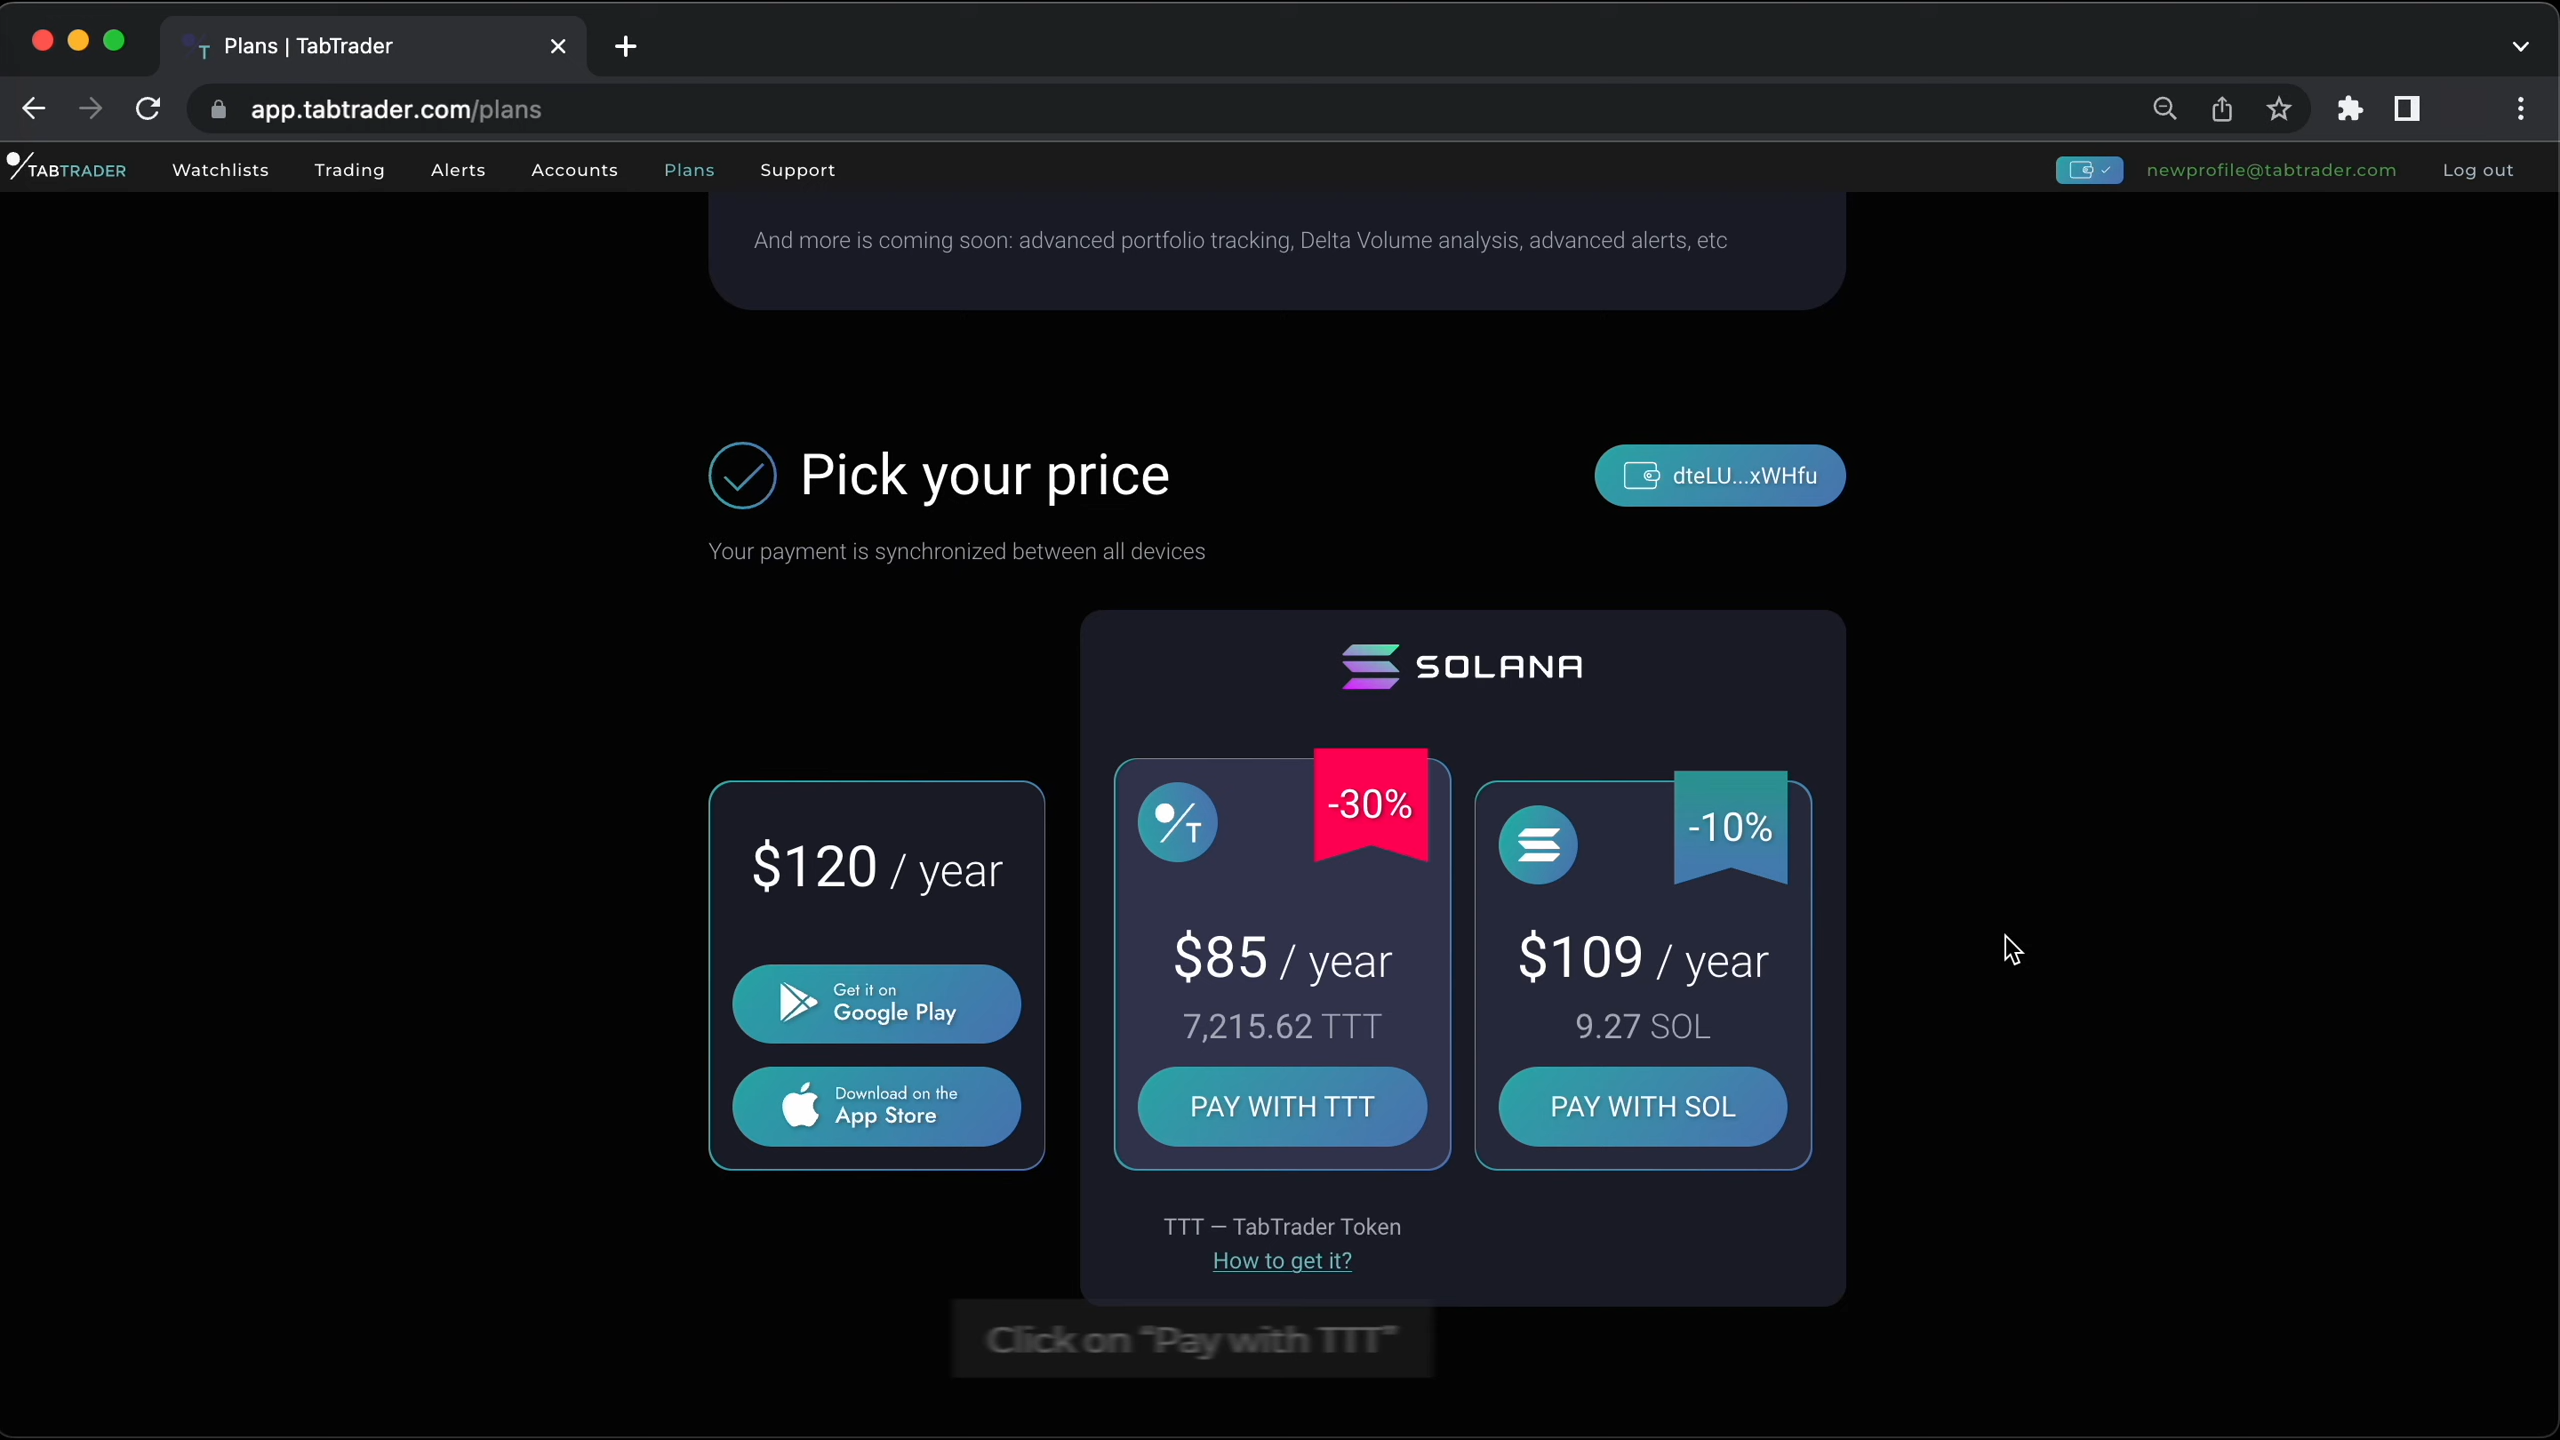 Plans | TabTrader
app.tabtrader.com/plans
TABTRADER
Watchlists
Trading
Alerts
Accounts
Plans
Support
newprofile@tabtrader.com
Log out
And more is coming soon: advanced portfolio tracking, Delta Volume analysis, advanced alerts, etc
Pick your price
dteLU...xWHfu
Your payment is synchronized between all devices
SOLANA
$120 / year
Get it on
Google Play
Download on the
App Store
T
-30%
$85 / year
7,215.62 TTT
PAY WITH TTT
-10%
$109 / year
9.27 SOL
PAY WITH SOL
TTT — TabTrader Token
How to get it?
Click on "Pay with TTT"